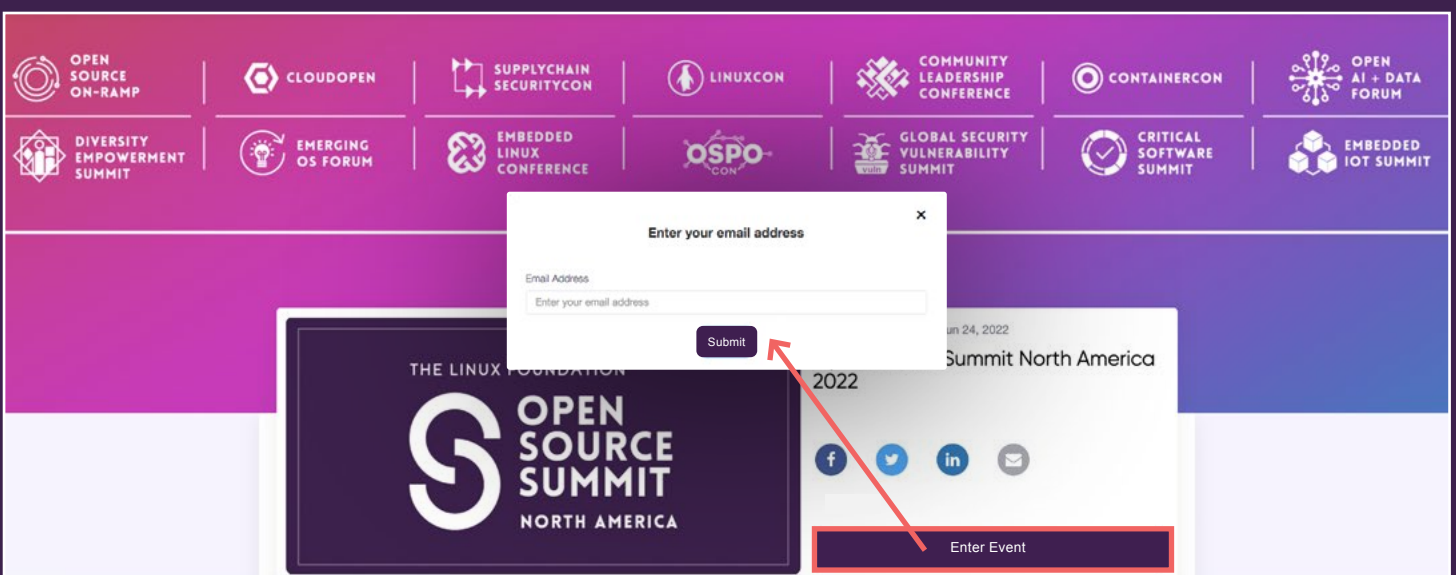 OPEN
SOURCE
ON-RAMP
CLOUDOPEN
SUPPLYCHAIN
SECURITYCON
LINUXCON
COMMUNITY
LEADERSHIP
CONFERENCE
CONTAINERCON
OPEN
AI + DATA
FORUM
DIVERSITY
EMPOWERMENT
SUMMIT
EMERGING
OS FORUM
EMBEDDED
LINUX
CONFERENCE
OSPO
CON
vuln
GLOBAL SECURITY
VULNERABILITY
SUMMIT
CRITICAL
SOFTWARE
SUMMIT
EMBEDDED
IOT SUMMIT
×
Enter your email address
Email Address
Enter your email address
Submit
THE LINUX FOUNDATION
OPEN
SOURCE
SUMMIT
NORTH AMERICA
un 24, 2022
Summit North America
2022
f
in
Enter Event